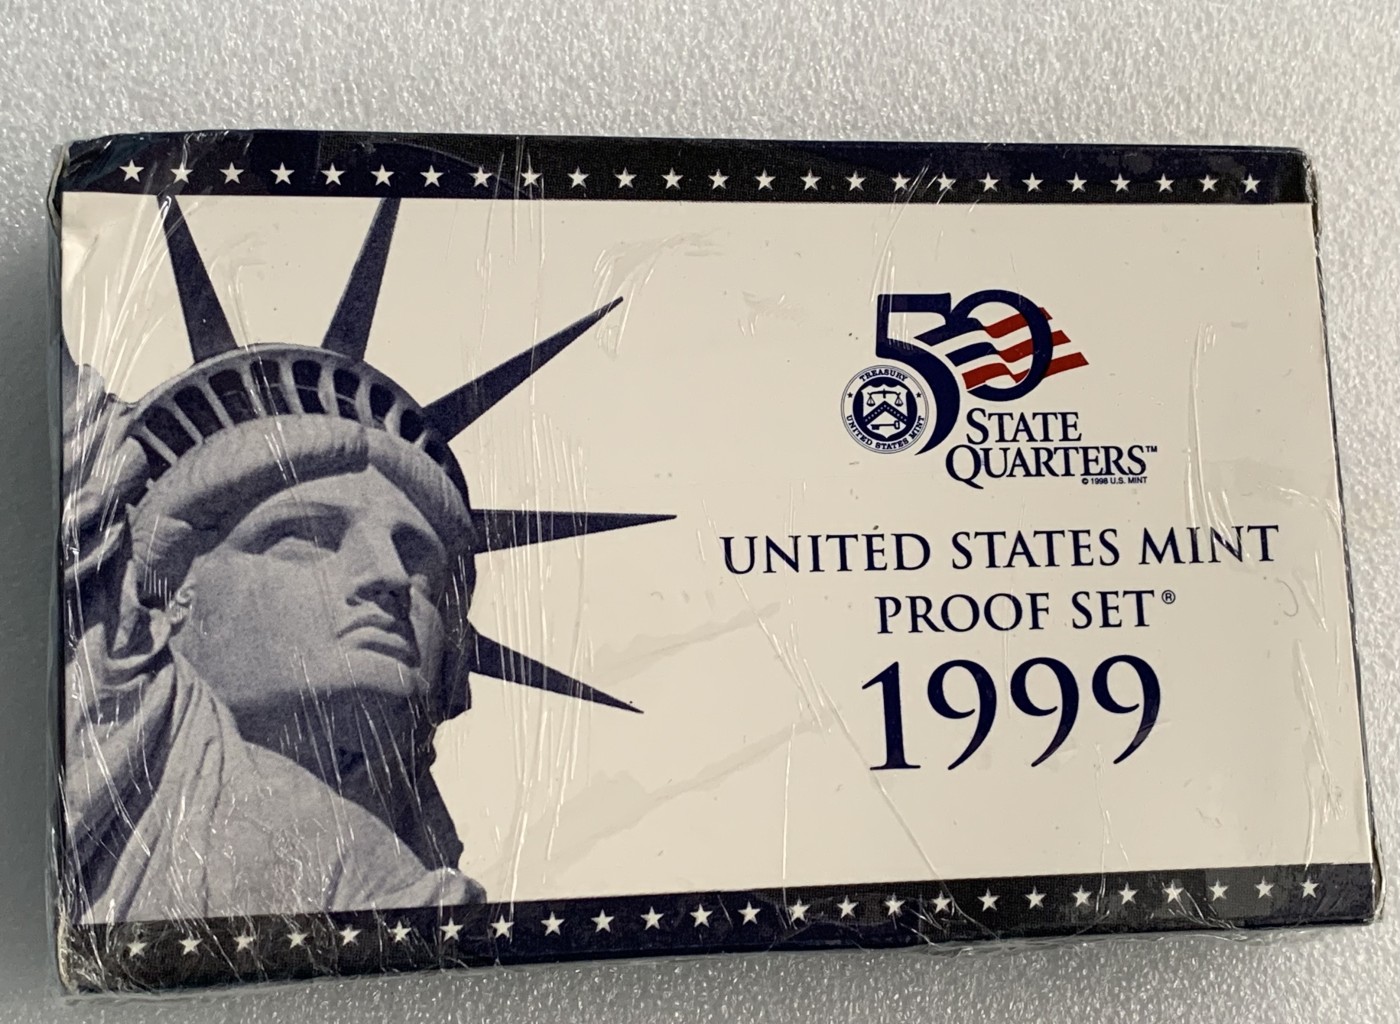 50
TREASURY
UNITED STATES MINT
STATE
QUARTERS™
© 1998 U.S. MINT
UNITED STATES MINT
PROOF SET®
1999